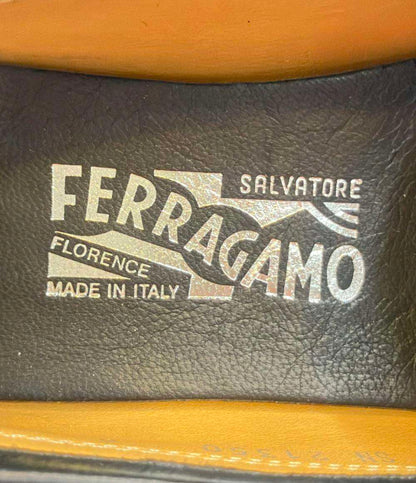 SALVATORE
FERRAGAMO
FLORENCE
MADE IN ITALY